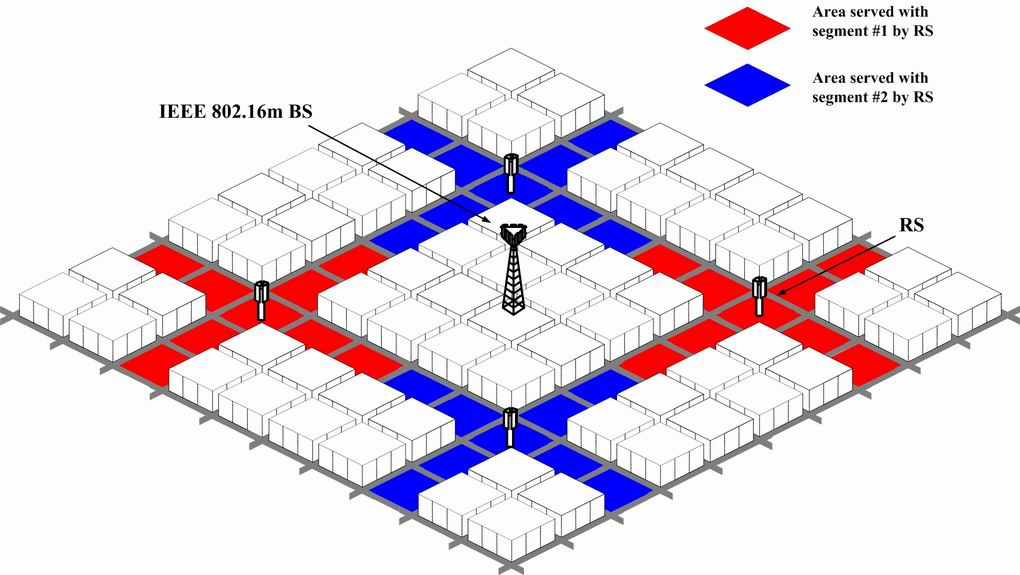 Area served with
segment #1 by RS
Area served with
segment #2 by RS
IEEE 802.16m BS
RS